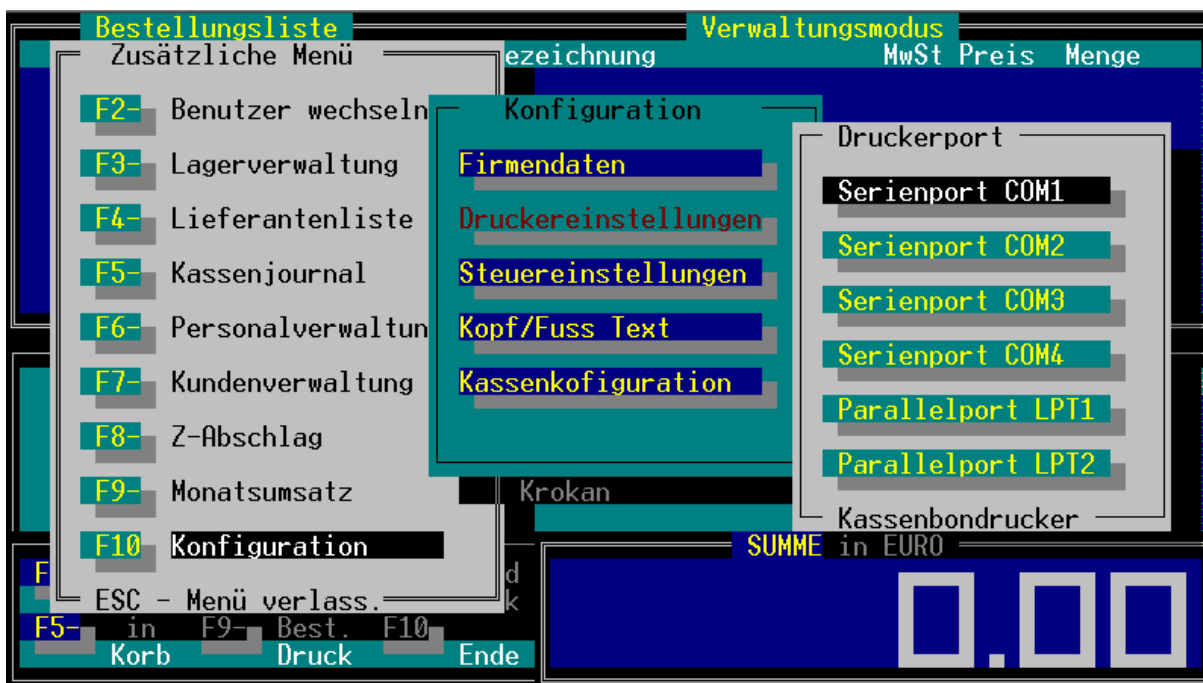 Bestellungsliste
Verwaltungsmodus
ezeichnung MwSt Preis Menge
Zusätzliche Menü
F2- Benutzer wechseln
F3- Lagerverwaltung
F4- Lieferantenliste
F5- Kassenjournal
F6- Personalverwaltun
F7- Kundenverwaltung
F8- Z-Abschlag
F9- Monatsumsatz
F10 Konfiguration
ESC - Menü verlass.
Konfiguration
Firmendaten
Druckereinstellungen
Steuereinstellungen
Kopf/Fuss Text
Kassenkofiguration
Druckerport
Serienport COM1
Serienport COM2
Serienport COM3
Serienport COM4
Parallelport LPT1
Parallelport LPT2
Kassenbondrucker
Krokan
F
d
k
F5- in F9- Best. F10
Korb Druck Ende
SUMME in EURO
0.00